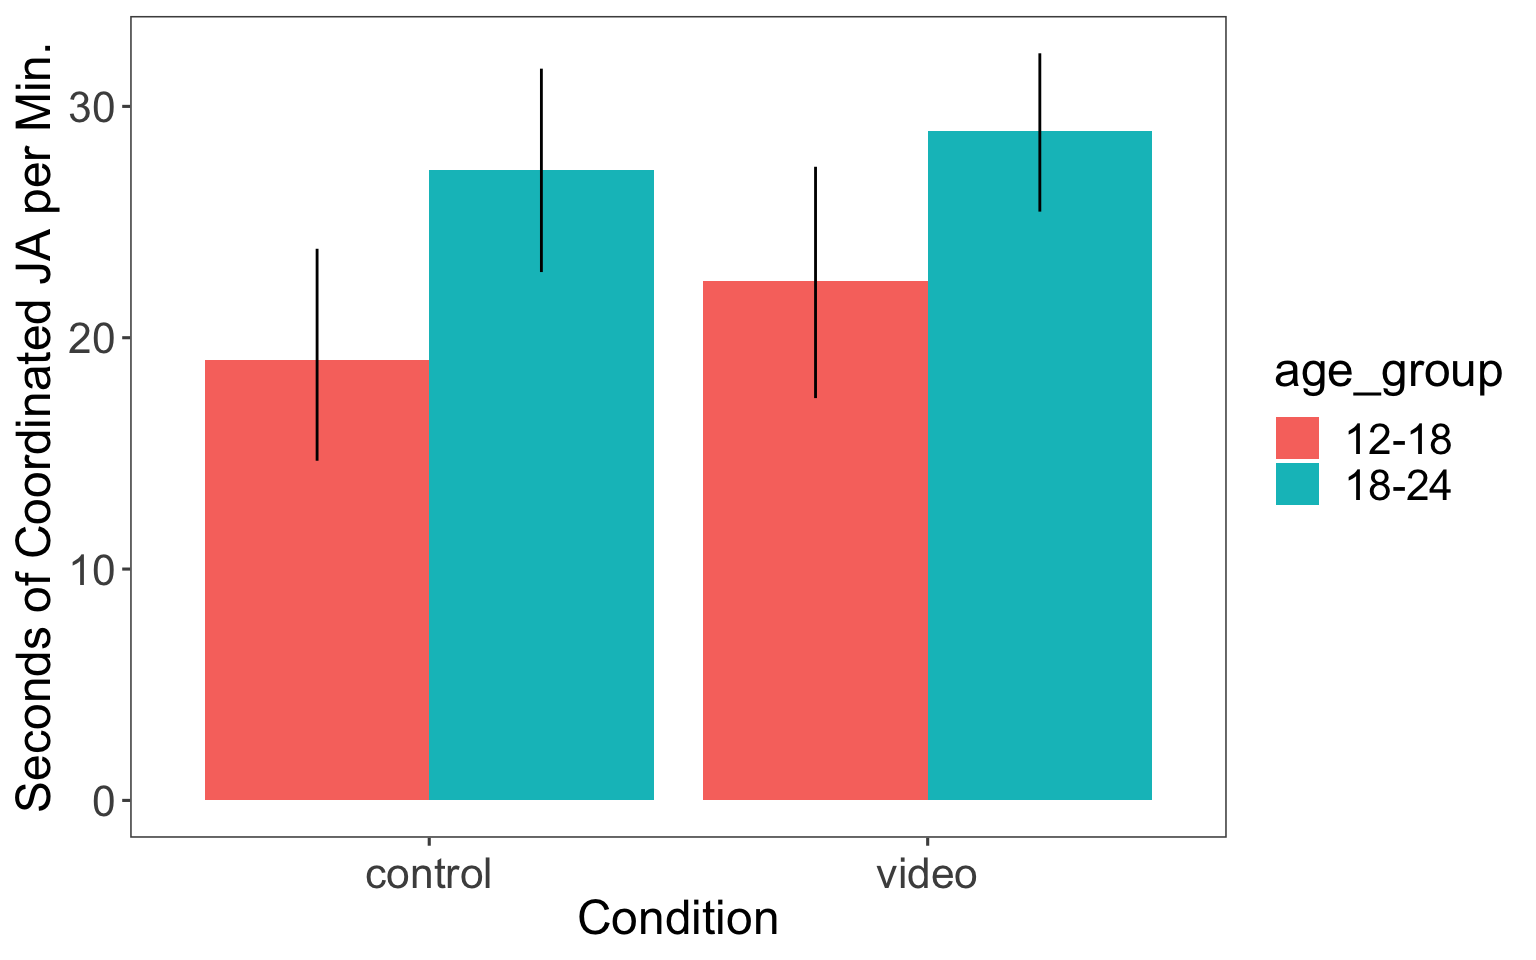 Seconds of Coordinated JA per Min.
30
20
10
0
control
video
Condition
age_group
12-18
18-24